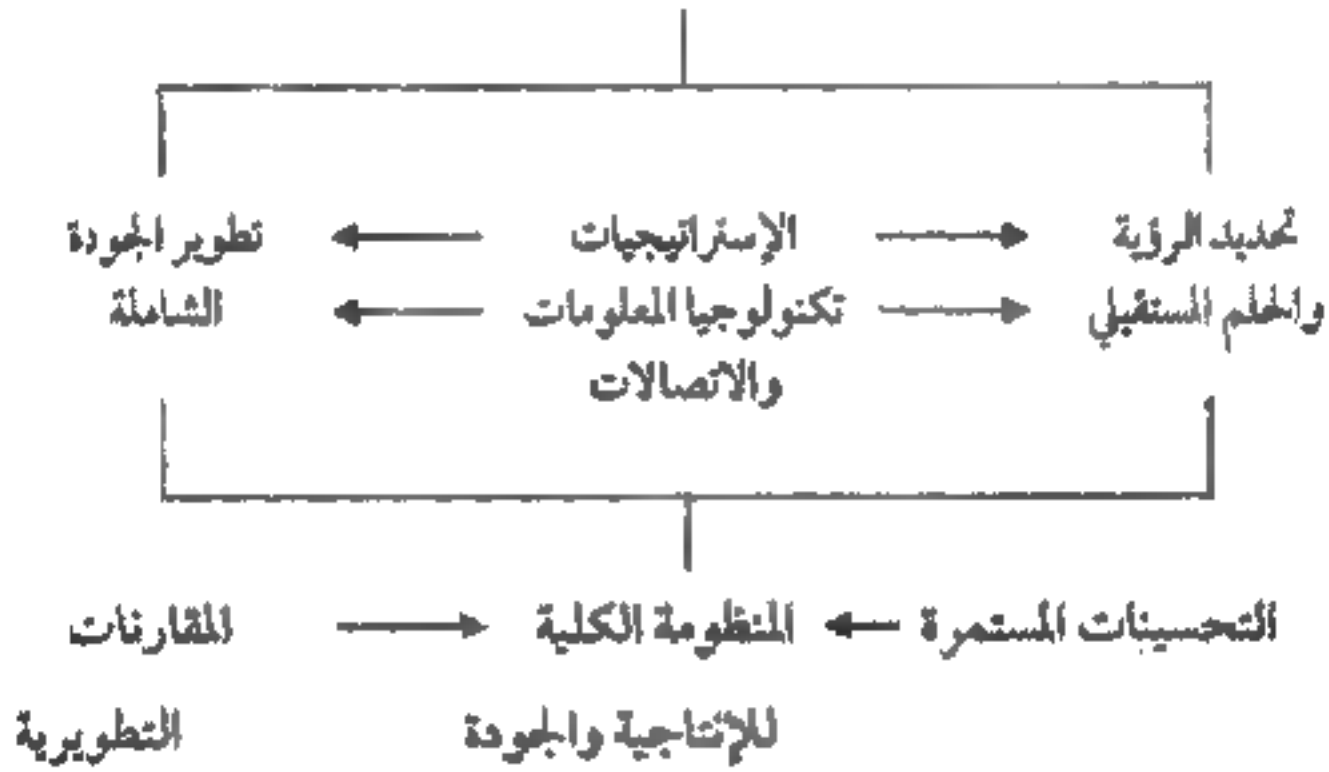 تحديد الرؤية الإستراتيجيات تطوير الجودة
والحلم المستقبلي تكنولوجيا المعلومات الشاملة
والاتصالات
التحسينات المستمرة المنظومة الكلية المقارنات
للإنتاجية والجودة التطويرية